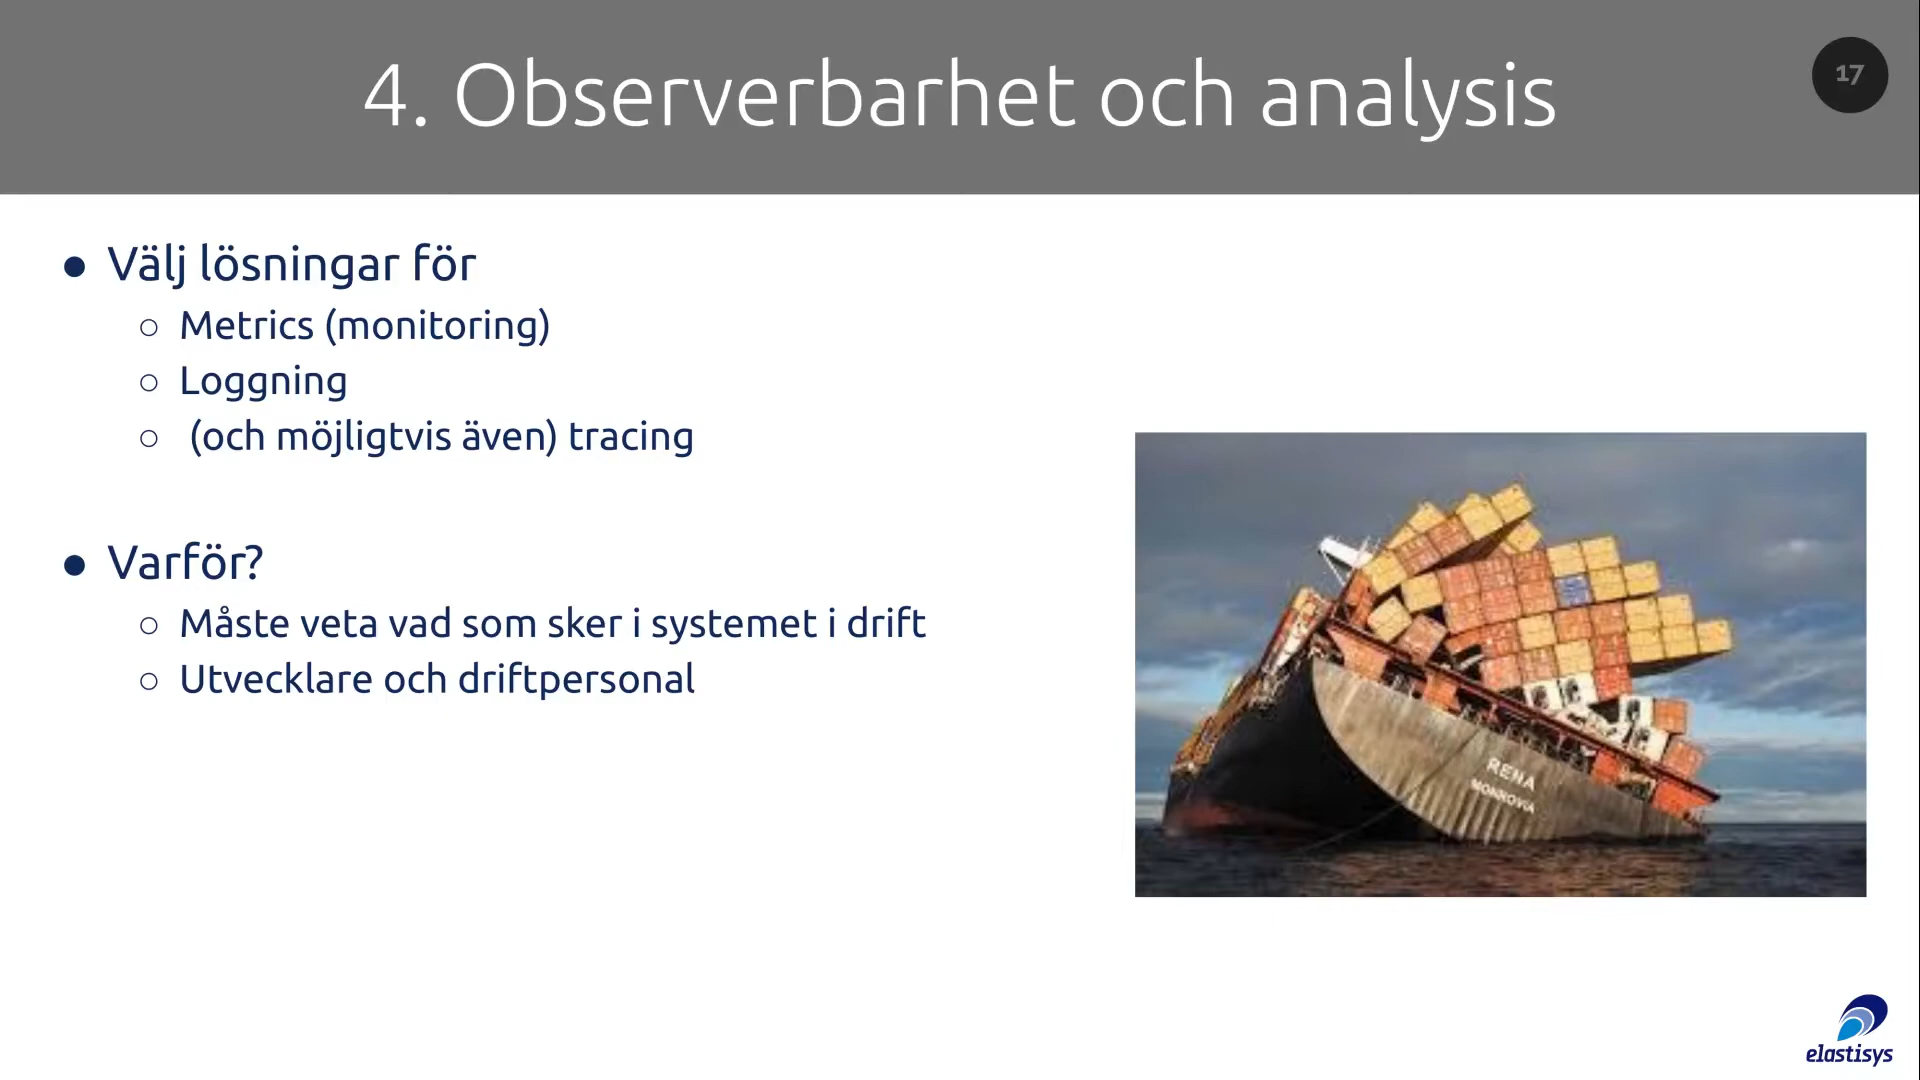 4. Observerbarhet och analysis
17
● Välj lösningar för
○ Metrics (monitoring)
○ Loggning
○ (och möjligtvis även) tracing
● Varför?
○ Måste veta vad som sker i systemet i drift
○ Utvecklare och driftpersonal
RENA
MONROVIA
elastisys